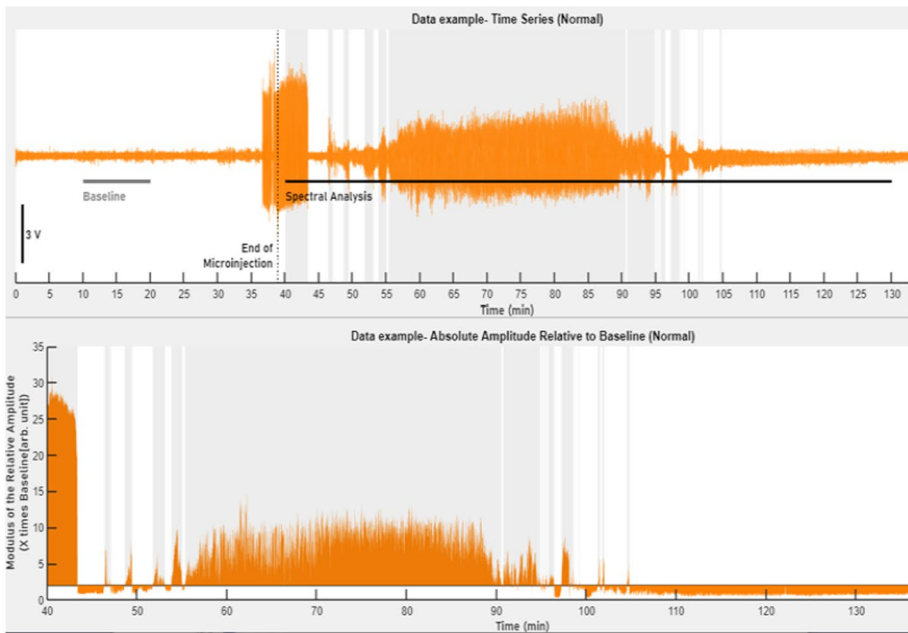 Data example- Time Series (Normal)
Baseline
Spectral Analysis
3 V
End of
Microinjection
0 5 10 15 20 25 30 35 40 45 50 55 60 65 70 75 80 85 90 95 100 105 110 115 120 125 130
Time (min)
Data example- Absolute Amplitude Relative to Baseline (Normal)
Modulus of the Relative Amplitude
(X times Baseline[arb. unit])
35
30
25
20
15
10
5
0
40 50 60 70 80 90 100 110 120 130
Time (min)